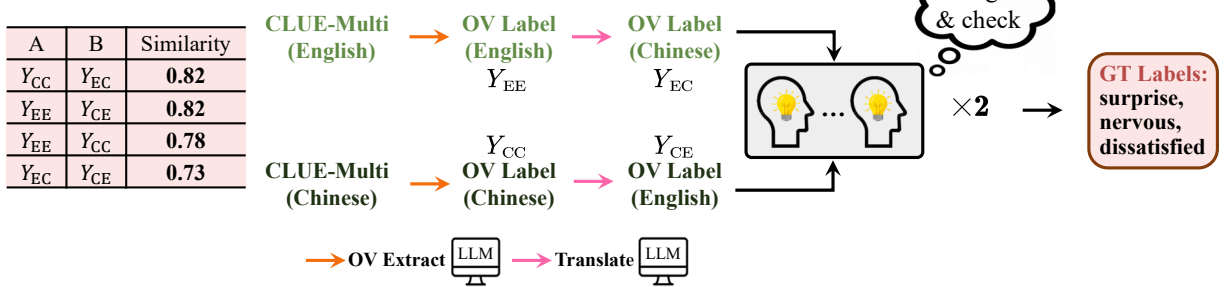 & check
A B Similarity
Y_CC Y_EC 0.82
Y_EE Y_CE 0.82
Y_EE Y_CC 0.78
Y_EC Y_CE 0.73
CLUE-Multi
(English)
OV Label
(English)
Y_EE
OV Label
(Chinese)
Y_EC
Y_CC
CLUE-Multi
(Chinese)
OV Label
(Chinese)
Y_CE
OV Label
(English)
...
×2
GT Labels:
surprise,
nervous,
dissatisfied
OV Extract LLM
Translate LLM